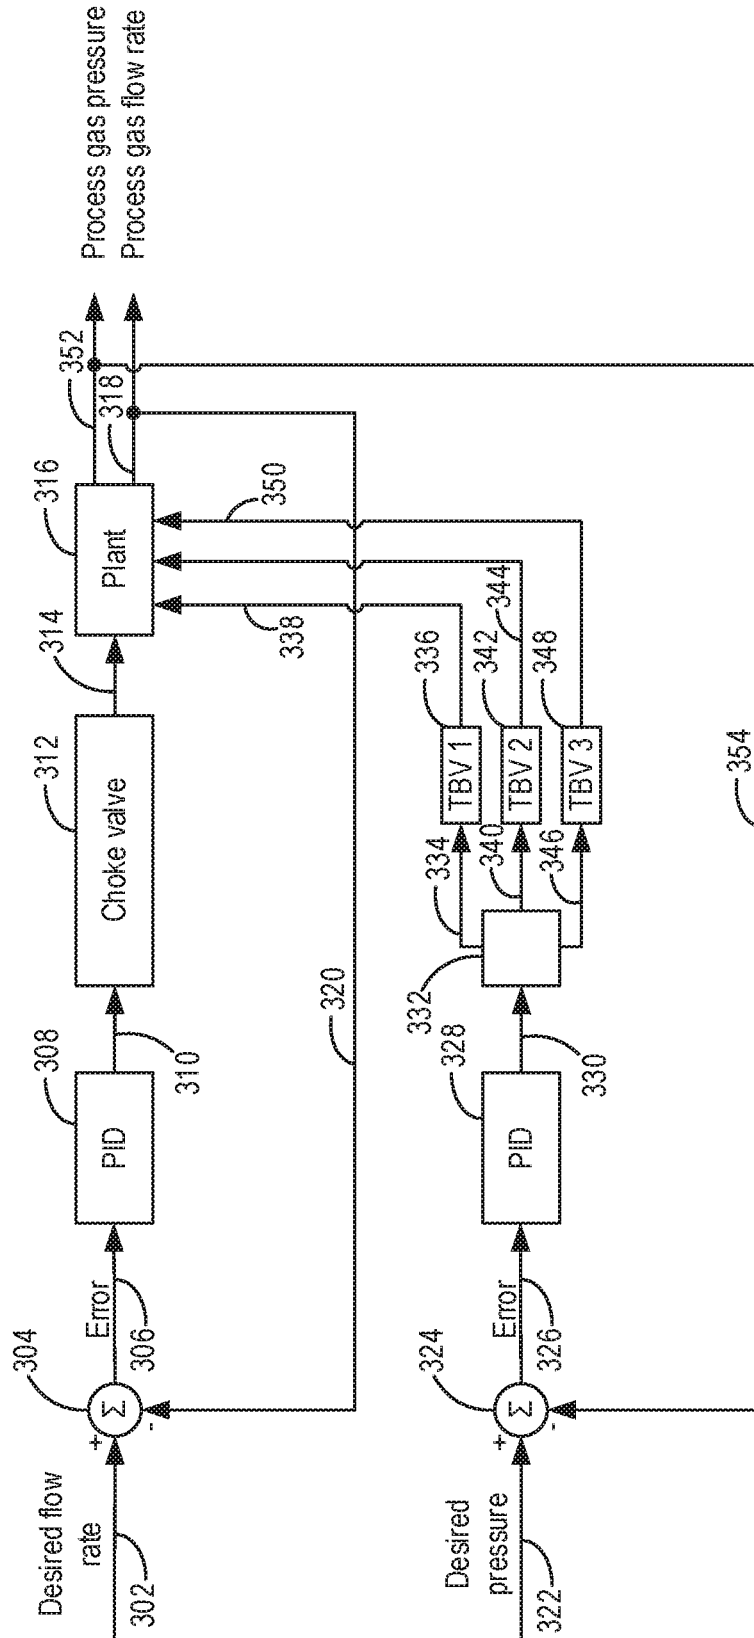 Desired flow
rate
302
+
-
Σ
304
Error
306
PID
308
310
Choke valve
312
314
Plant
316
352
318
Process gas pressure
Process gas flow rate
320
338
350
Desired
pressure
322
+
-
Σ
324
Error
326
PID
328
330
332
334
340
346
TBV 1
336
TBV 2
342
344
TBV 3
348
354